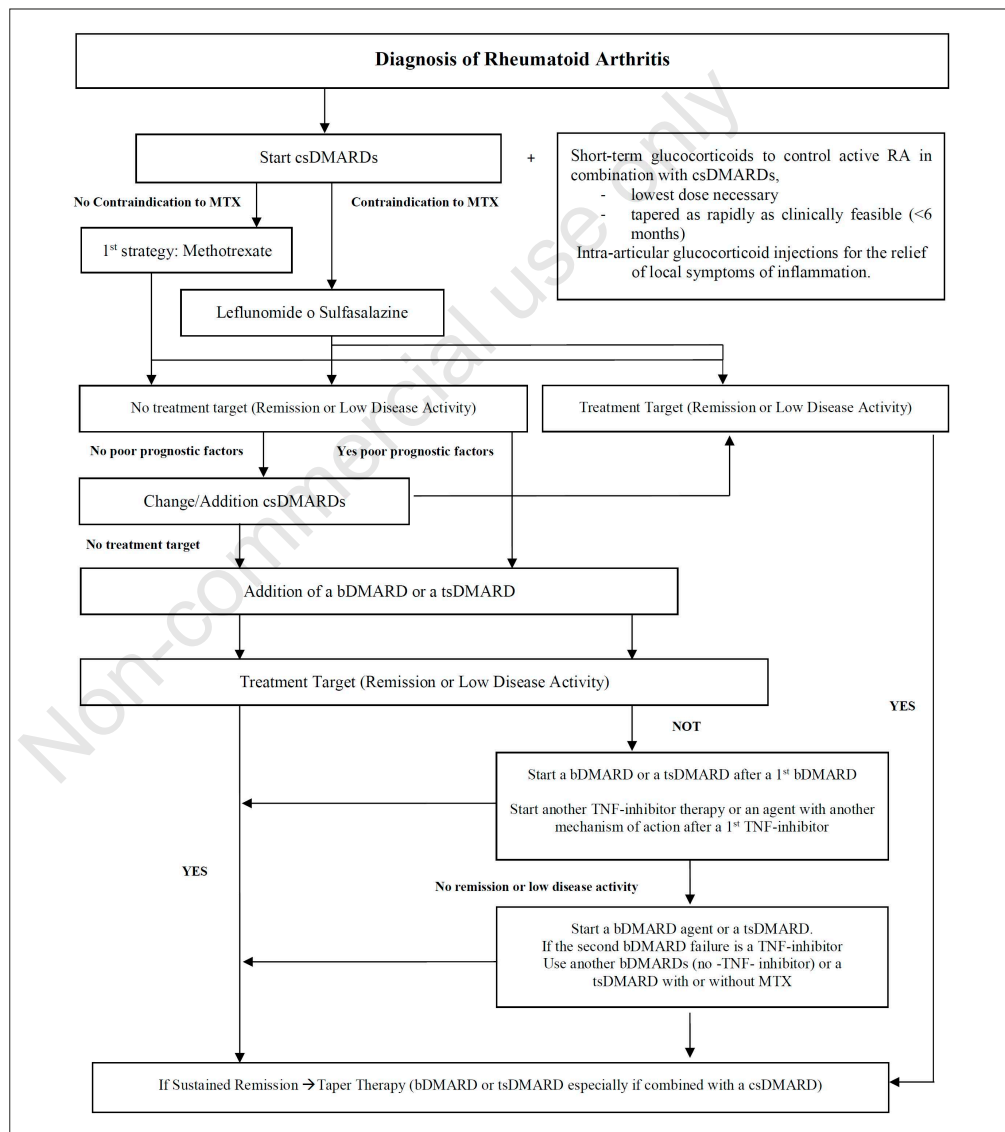 Diagnosis of Rheumatoid Arthritis
Start csDMARDs
+
Short-term glucocorticoids to control active RA in
combination with csDMARDs,
- lowest dose necessary
- tapered as rapidly as clinically feasible (<6
months)
Intra-articular glucocorticoid injections for the relief
of local symptoms of inflammation.
No Contraindication to MTX
Contraindication to MTX
1st strategy: Methotrexate
Leflunomide o Sulfasalazine
No treatment target (Remission or Low Disease Activity)
Treatment Target (Remission or Low Disease Activity)
No poor prognostic factors
Yes poor prognostic factors
Change/Addition csDMARDs
No treatment target
Addition of a bDMARD or a tsDMARD
Treatment Target (Remission or Low Disease Activity)
YES
NOT
Start a bDMARD or a tsDMARD after a 1st bDMARD
Start another TNF-inhibitor therapy or an agent with another
mechanism of action after a 1st TNF-inhibitor
YES
No remission or low disease activity
Start a bDMARD agent or a tsDMARD.
If the second bDMARD failure is a TNF-inhibitor
Use another bDMARDs (no -TNF- inhibitor) or a
tsDMARD with or without MTX
If Sustained Remission → Taper Therapy (bDMARD or tsDMARD especially if combined with a csDMARD)
Non-commercial use only